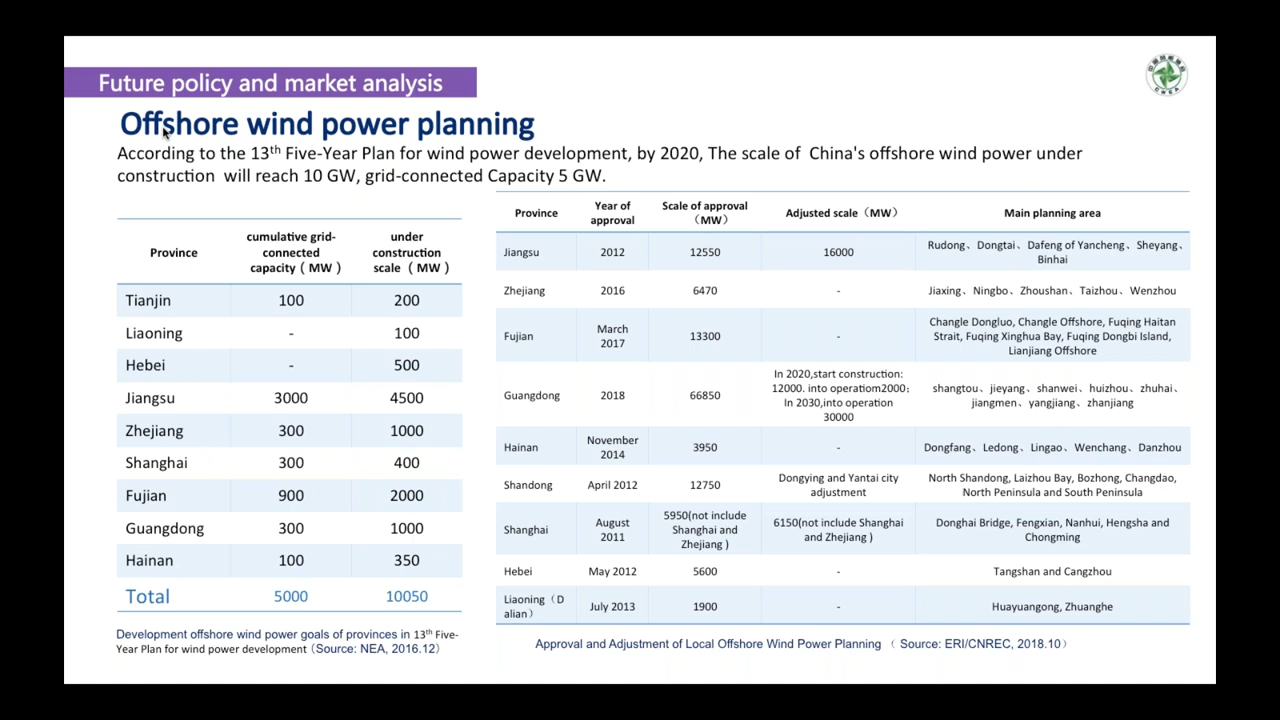 Future policy and market analysis
Offshore wind power planning
According to the 13th Five-Year Plan for wind power development, by 2020, The scale of China's offshore wind power under
construction will reach 10 GW, grid-connected Capacity 5 GW.
Province
cumulative grid-
connected
capacity ( MW )
under
construction
scale ( MW )
Tianjin 100 200
Liaoning - 100
Hebei - 500
Jiangsu 3000 4500
Zhejiang 300 1000
Shanghai 300 400
Fujian 900 2000
Guangdong 300 1000
Hainan 100 350
Total 5000 10050
Development offshore wind power goals of provinces in 13th Five-
Year Plan for wind power development (Source: NEA, 2016.12)
Province
Year of
approval
Scale of approval
（MW）
Adjusted scale（MW）
Main planning area
Jiangsu 2012 12550 16000
Rudong、Dongtai、Dafeng of Yancheng、Sheyang、
Binhai
Zhejiang 2016 6470 - Jiaxing、Ningbo、Zhoushan、Taizhou、Wenzhou
Fujian
March
2017
13300 -
Changle Dongluo, Changle Offshore, Fuqing Haitan
Strait, Fuqing Xinghua Bay, Fuqing Dongbi Island,
Lianjiang Offshore
Guangdong 2018 66850
In 2020,start construction:
12000. into operatiom2000；
In 2030,into operation
30000
shangtou、jieyang、shanwei、huizhou、zhuhai、
jiangmen、yangjiang、zhanjiang
Hainan
November
2014
3950 - Dongfang、Ledong、Lingao、Wenchang、Danzhou
Shandong April 2012 12750
Dongying and Yantai city
adjustment
North Shandong, Laizhou Bay, Bozhong, Changdao,
North Peninsula and South Peninsula
Shanghai
August
2011
5950(not include
Shanghai and
Zhejiang )
6150(not include Shanghai
and Zhejiang )
Donghai Bridge, Fengxian, Nanhui, Hengsha and
Chongming
Hebei May 2012 5600 - Tangshan and Cangzhou
Liaoning（D
alian）
July 2013 1900 - Huayuangong, Zhuanghe
Approval and Adjustment of Local Offshore Wind Power Planning （ Source: ERI/CNREC, 2018.10）